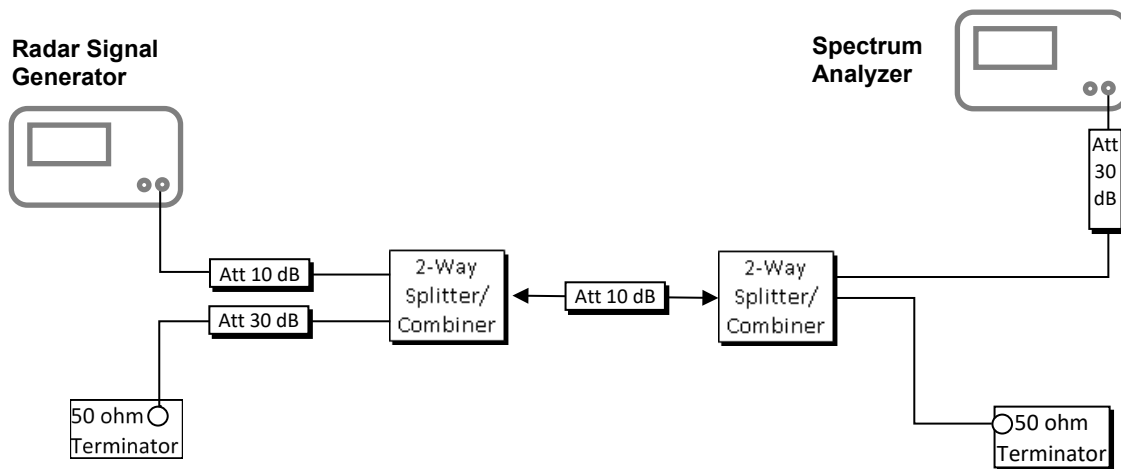 Radar Signal
Generator
Spectrum
Analyzer
Att
30
dB
Att 10 dB
2-Way
Splitter/
Combiner
Att 10 dB
2-Way
Splitter/
Combiner
Att 30 dB
50 ohm
Terminator
50 ohm
Terminator